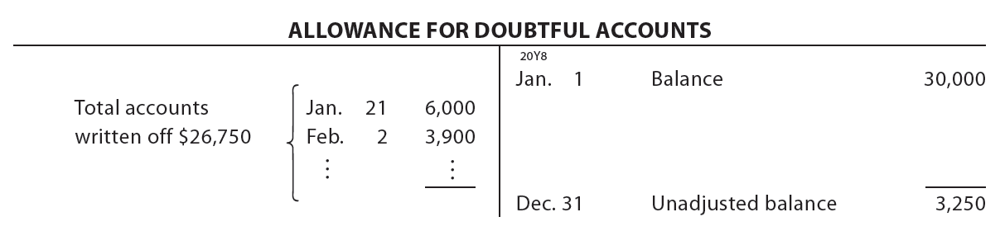 ALLOWANCE FOR DOUBTFUL ACCOUNTS
20Y8
Jan. 1 Balance 30,000
Total accounts Jan. 21 6,000
written off $26,750 Feb. 2 3,900
⋮ ⋮
Dec. 31 Unadjusted balance 3,250